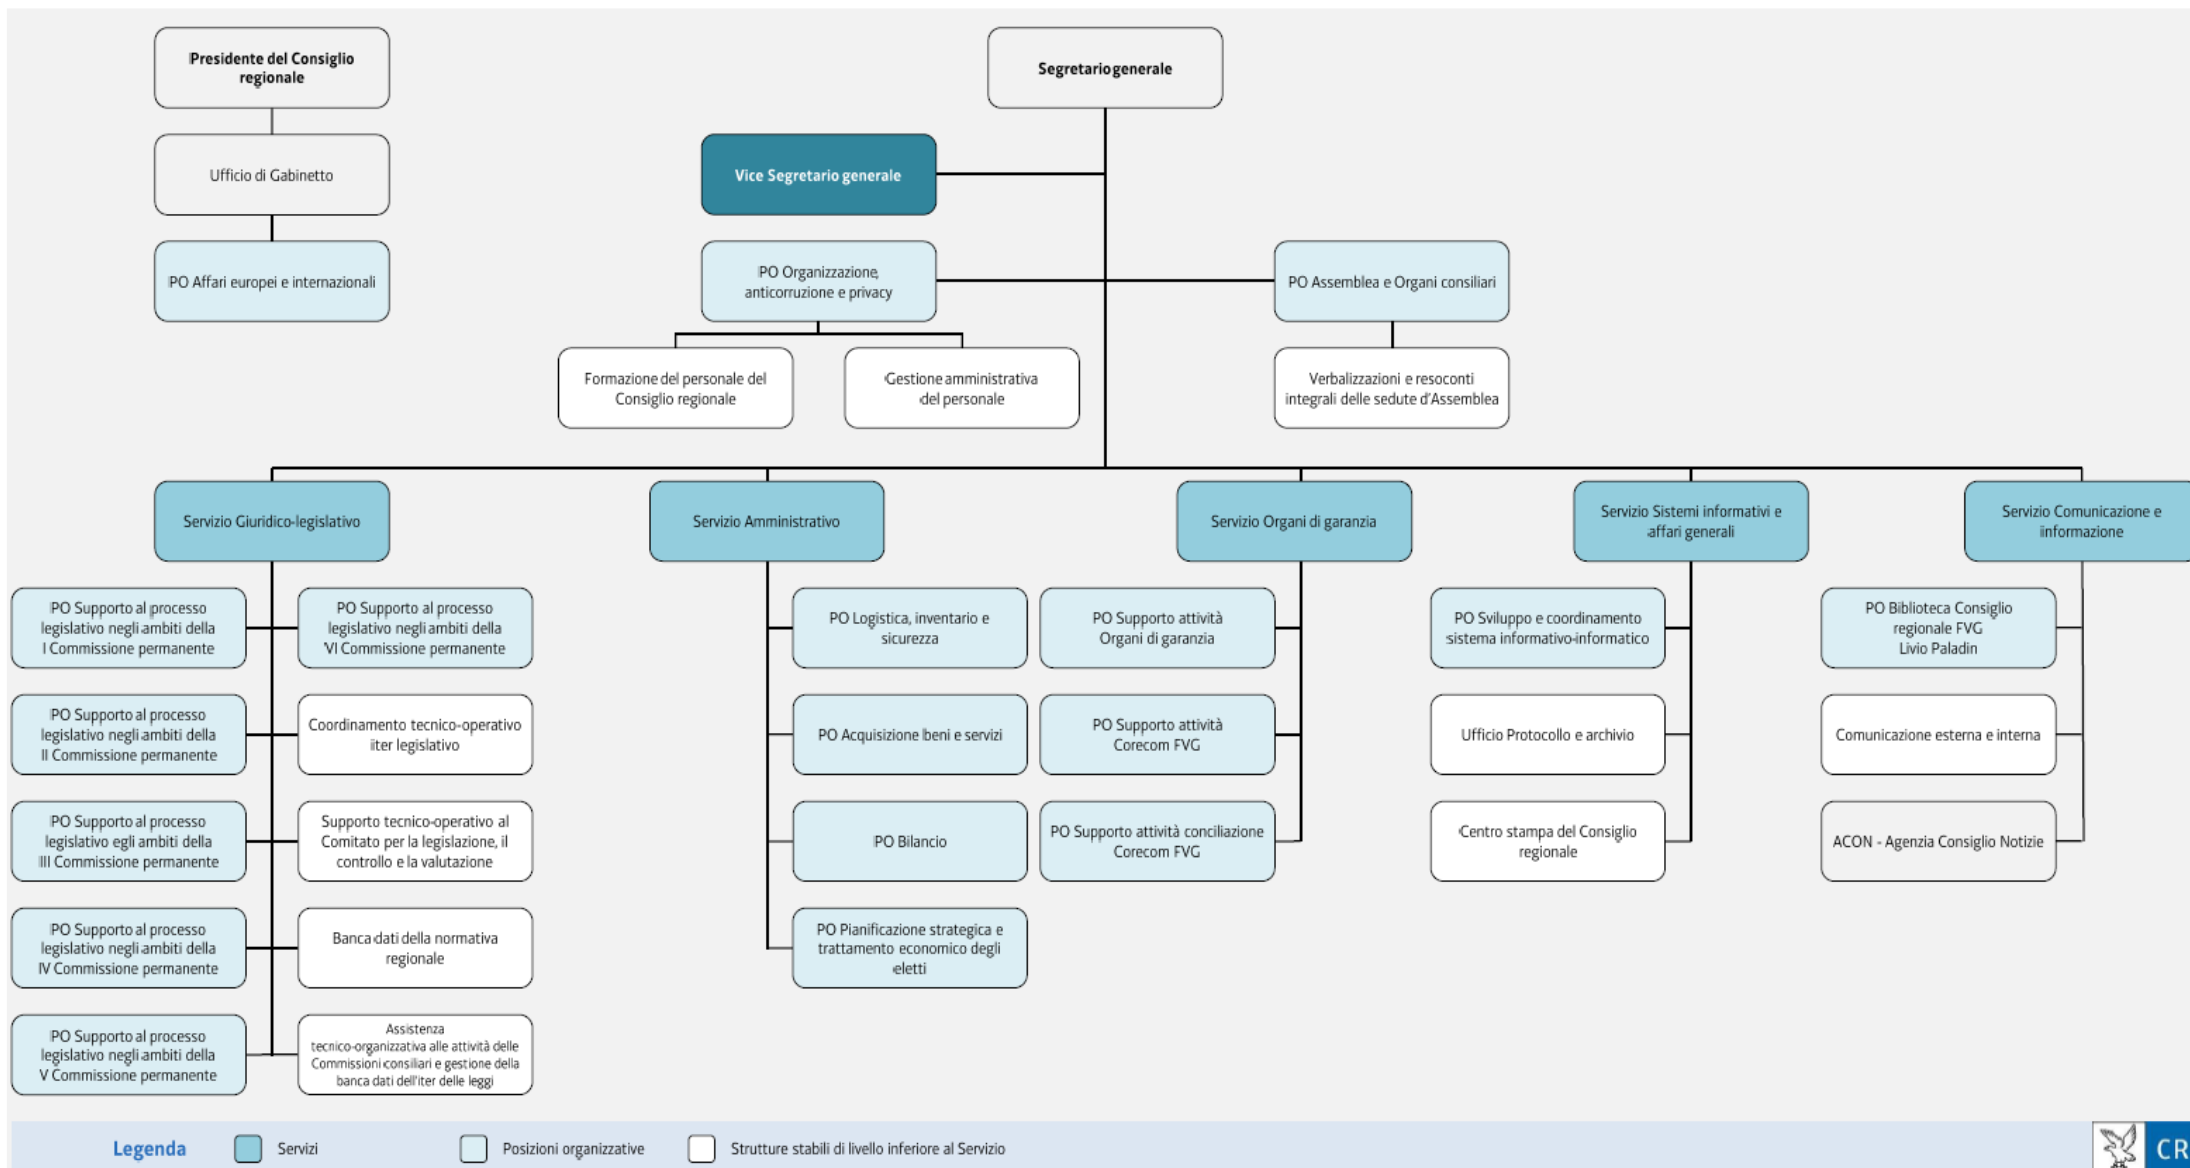 Presidente del Consiglio
regionale
Segretario generale
Ufficio di Gabinetto
Vice Segretario generale
PO Affari europei e internazionali
PO Organizzazione,
anticorruzione e privacy
PO Assemblea e Organi consiliari
Formazione del personale del
Consiglio regionale
Gestione amministrativa
del personale
Verbalizzazioni e resoconti
integrali delle sedute d'Assemblea
Servizio Giuridico-legislativo
Servizio Amministrativo
Servizio Organi di garanzia
Servizio Sistemi informativi e
affari generali
Servizio Comunicazione e
informazione
PO Supporto al processo
legislativo negli ambiti della
I Commissione permanente
PO Supporto al processo
legislativo negli ambiti della
VI Commissione permanente
PO Logistica, inventario e
sicurezza
PO Supporto attività
Organi di garanzia
PO Sviluppo e coordinamento
sistema informativo-informatico
PO Biblioteca Consiglio
regionale FVG
Livio Paladin
PO Supporto al processo
legislativo negli ambiti della
II Commissione permanente
Coordinamento tecnico-operativo
iter legislativo
PO Acquisizione beni e servizi
PO Supporto attività
Corecom FVG
Ufficio Protocollo e archivio
Comunicazione esterna e interna
PO Supporto al processo
legislativo egli ambiti della
III Commissione permanente
Supporto tecnico-operativo al
Comitato per la legislazione, il
controllo e la valutazione
PO Bilancio
PO Supporto attività conciliazione
Corecom FVG
Centro stampa del Consiglio
regionale
ACON - Agenzia Consiglio Notizie
PO Supporto al processo
legislativo negli ambiti della
IV Commissione permanente
Banca dati della normativa
regionale
PO Pianificazione strategica e
trattamento economico degli
eletti
PO Supporto al processo
legislativo negli ambiti della
V Commissione permanente
Assistenza
tecnico-organizzativa alle attività delle
Commissioni consiliari e gestione della
banca dati dell'iter delle leggi
Legenda
Servizi
Posizioni organizzative
Strutture stabili di livello inferiore al Servizio
CR